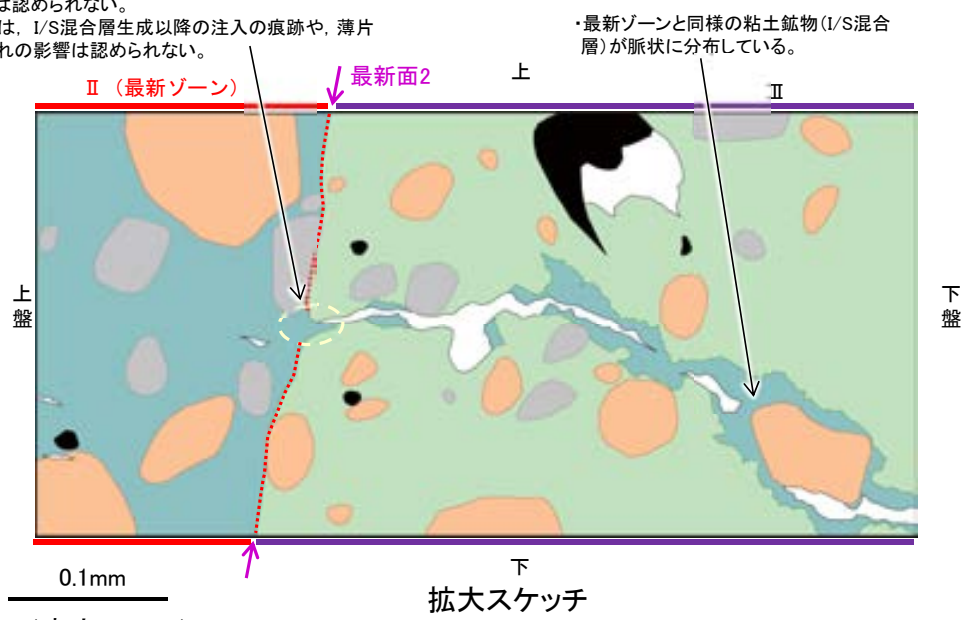 は認められない。
は，I/S混合層生成以降の注入の痕跡や，薄片
れの影響は認められない。
・最新ゾーンと同様の粘土鉱物（I/S混合
層）が脈状に分布している。
Ⅱ （最新ゾーン）
最新面2
上
Ⅱ
上盤
下盤
下
0.1mm
拡大スケッチ